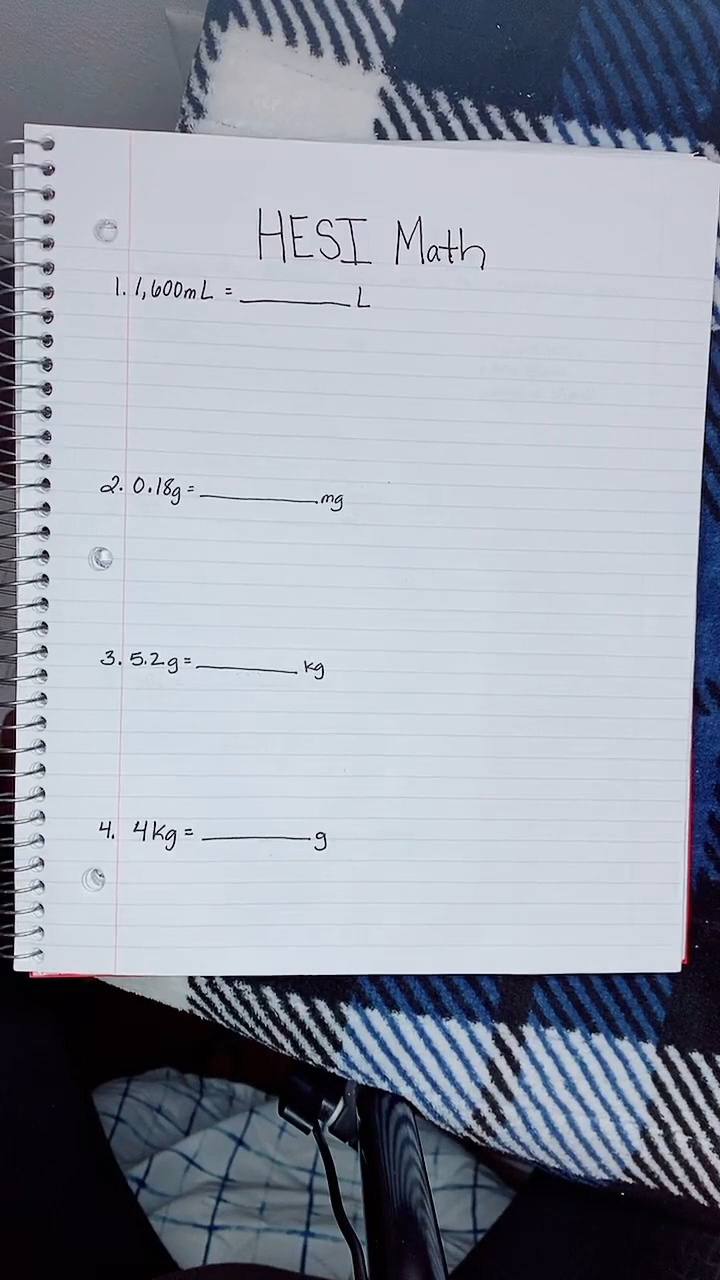 HESI Math
1. 1,600mL = ________ L
2. 0.18g = ________ mg
3. 5.2g = ________ kg
4. 4kg = ________ g